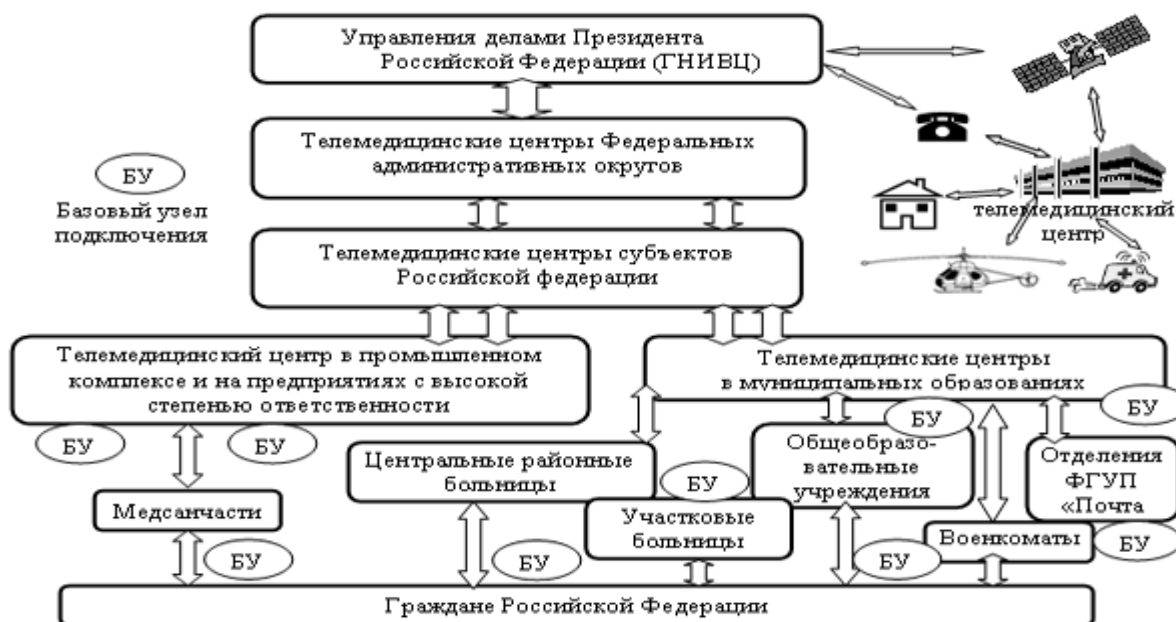 Управления делами Президента
Российской Федерации (ГНИВЦ)
Телемедицинские центры Федеральных
административных округов
БУ
Базовый узел
подключения
телемедицинский
центр
Телемедицинские центры субъектов
Российской федерации
Телемедицинский центр в промышленном
комплексе и на предприятиях с высокой
степенью ответственности
Телемедицинские центры
в муниципальных образованиях
БУ
БУ
БУ
БУ
Центральные районные
больницы
Общеобразо-
вательные
учреждения
Отделения
ФГУП
«Почта
БУ
Медсанчасти
Участковые
больницы
Военкоматы
БУ
БУ
БУ
БУ
Граждане Российской Федерации